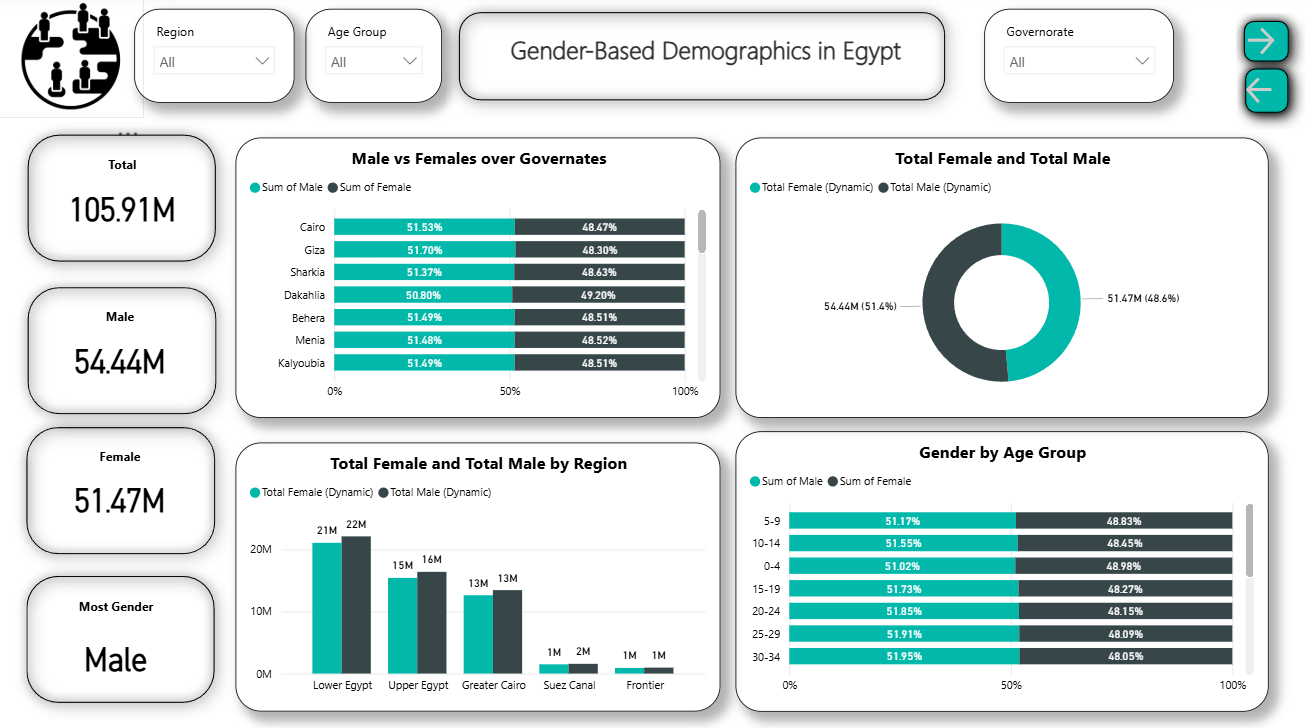 Region
All
Age Group
All
Gender-Based Demographics in Egypt
Governorate
All
Total
105.91M
Male
54.44M
Female
51.47M
Most Gender
Male
Male vs Females over Governates
Sum of Male Sum of Female
Cairo 51.53% 48.47%
Giza 51.70% 48.30%
Sharkia 51.37% 48.63%
Dakahlia 50.80% 49.20%
Behera 51.49% 48.51%
Menia 51.48% 48.52%
Kalyoubia 51.49% 48.51%
0% 50% 100%
Total Female and Total Male
Total Female (Dynamic) Total Male (Dynamic)
54.44M (51.4%)
51.47M (48.6%)
Total Female and Total Male by Region
Total Female (Dynamic) Total Male (Dynamic)
20M
10M
0M
21M 22M
15M 16M
13M 13M
1M 2M
1M 1M
Lower Egypt Upper Egypt Greater Cairo Suez Canal Frontier
Gender by Age Group
Sum of Male Sum of Female
5-9 51.17% 48.83%
10-14 51.55% 48.45%
0-4 51.02% 48.98%
15-19 51.73% 48.27%
20-24 51.85% 48.15%
25-29 51.91% 48.09%
30-34 51.95% 48.05%
0% 50% 100%